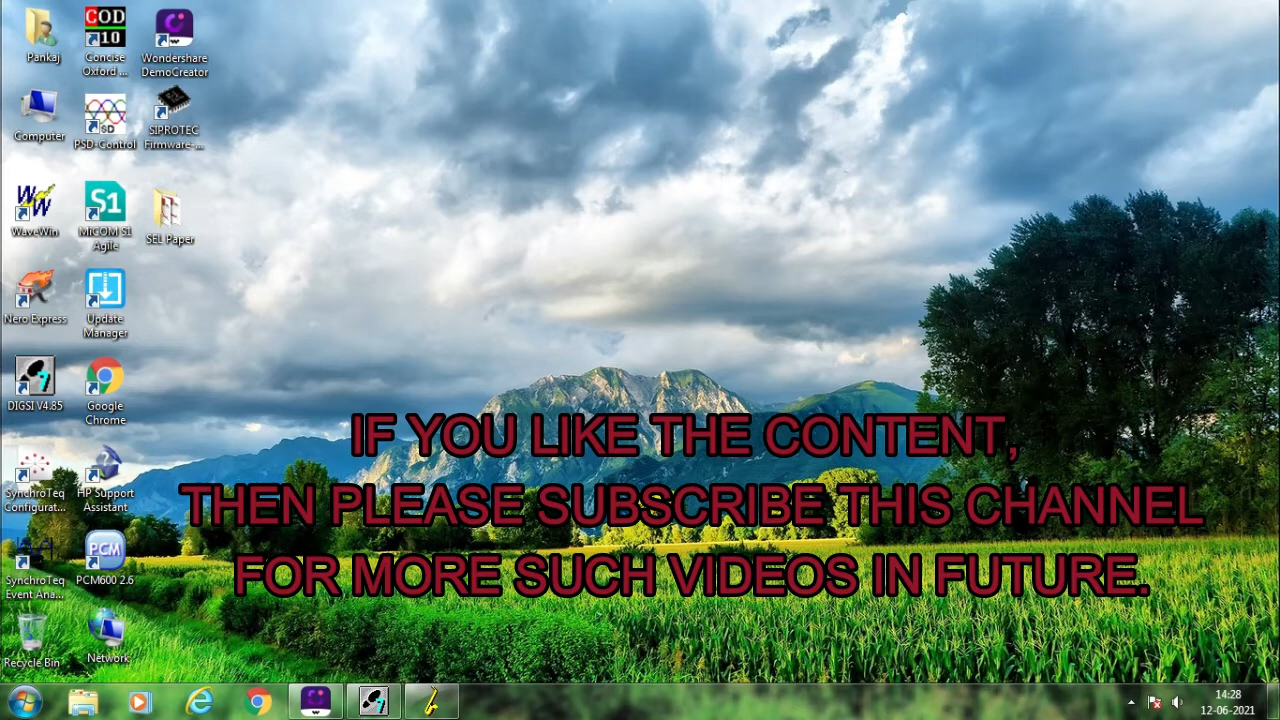 Pankaj
COD
10
Concise
Oxford ...
Wondershare
DemoCreator
Computer
SD
PSD-Control
SIPROTEC
Firmware-...
WW
WaveWin
S1
MiCOM S1
Agile
SEL Paper
Nero Express
Update
Manager
DIGSI V4.85
Google
Chrome
IF YOU LIKE THE CONTENT,
THEN PLEASE SUBSCRIBE THIS CHANNEL
FOR MORE SUCH VIDEOS IN FUTURE.
SynchroTeq
Configurat...
HP Support
Assistant
SynchroTeq
Event Ana...
PCM
PCM600 2.6
Recycle Bin
Network
14:28
12-06-2021